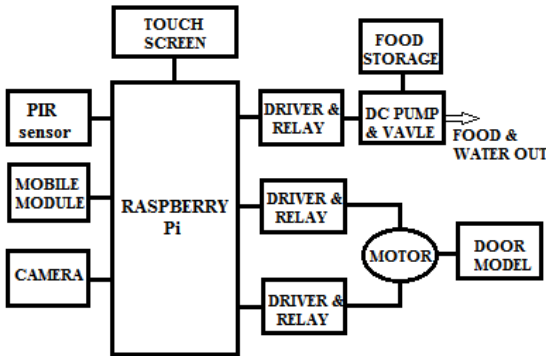 TOUCH
SCREEN
FOOD
STORAGE
PIR
sensor
DRIVER &
RELAY
DC PUMP
& VAVLE
FOOD &
WATER OUT
MOBILE
MODULE
RASPBERRY
Pi
DRIVER &
RELAY
MOTOR
DOOR
MODEL
CAMERA
DRIVER &
RELAY